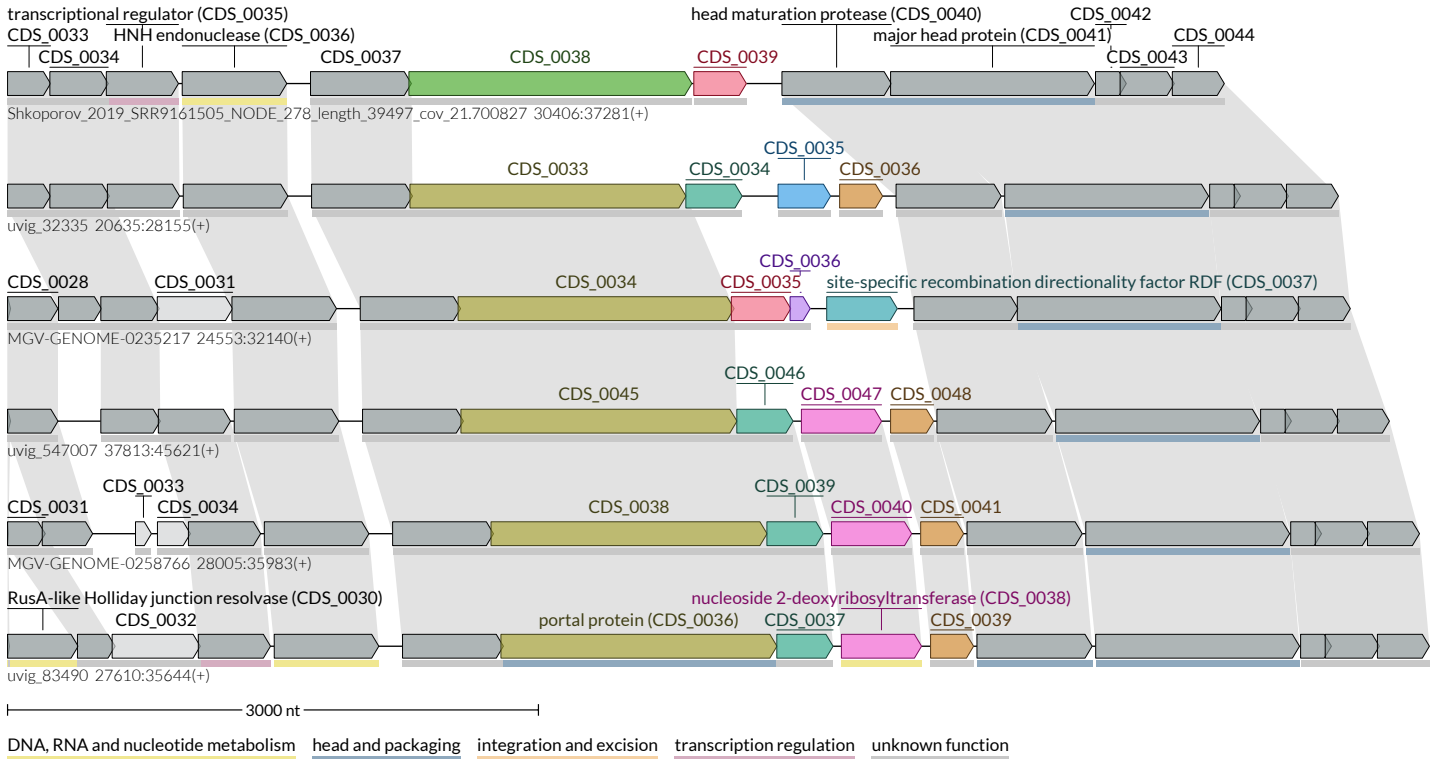 transcriptional regulator (CDS_0035) head maturation protease (CDS_0040) CDS_0042
CDS_0033 HNH endonuclease (CDS_0036) major head protein (CDS_0041) CDS_0044
CDS_0034 CDS_0037 CDS_0038 CDS_0039 CDS_0043
Shkoporov_2019_SRR9161505_NODE_278_length_39497_cov_21.700827 30406:37281(+)
CDS_0035
CDS_0033 CDS_0034 CDS_0036
uvig_32335 20635:28155(+)
CDS_0036
CDS_0028 CDS_0031 CDS_0034 CDS_0035 site-specific recombination directionality factor RDF (CDS_0037)
MGV-GENOME-0235217 24553:32140(+)
CDS_0046
CDS_0045 CDS_0047 CDS_0048
uvig_547007 37813:45621(+)
CDS_0033 CDS_0039
CDS_0031 CDS_0034 CDS_0038 CDS_0040 CDS_0041
MGV-GENOME-0258766 28005:35983(+)
RusA-like Holliday junction resolvase (CDS_0030) nucleoside 2-deoxyribosyltransferase (CDS_0038)
CDS_0032 portal protein (CDS_0036) CDS_0037 CDS_0039
uvig_83490 27610:35644(+)
3000 nt
DNA, RNA and nucleotide metabolism head and packaging integration and excision transcription regulation unknown function